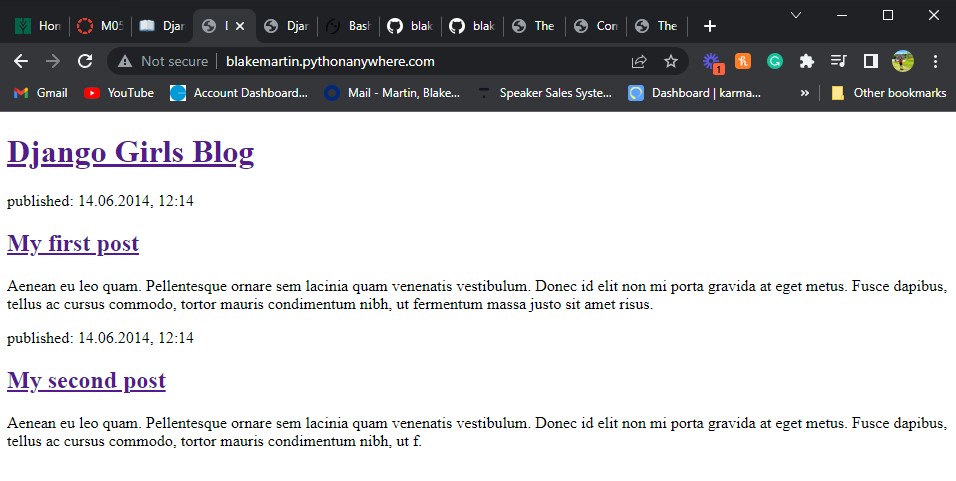 Hor M05 Djar I Djar Bash blak blak The Cor The
Not secure blakemartin.pythonanywhere.com 1
Gmail YouTube Account Dashboard... Mail - Martin, Blake... Speaker Sales Syste... Dashboard | karma... » Other bookmarks
Django Girls Blog
published: 14.06.2014, 12:14
My first post
Aenean eu leo quam. Pellentesque ornare sem lacinia quam venenatis vestibulum. Donec id elit non mi porta gravida at eget metus. Fusce dapibus,
tellus ac cursus commodo, tortor mauris condimentum nibh, ut fermentum massa justo sit amet risus.
published: 14.06.2014, 12:14
My second post
Aenean eu leo quam. Pellentesque ornare sem lacinia quam venenatis vestibulum. Donec id elit non mi porta gravida at eget metus. Fusce dapibus,
tellus ac cursus commodo, tortor mauris condimentum nibh, ut f.